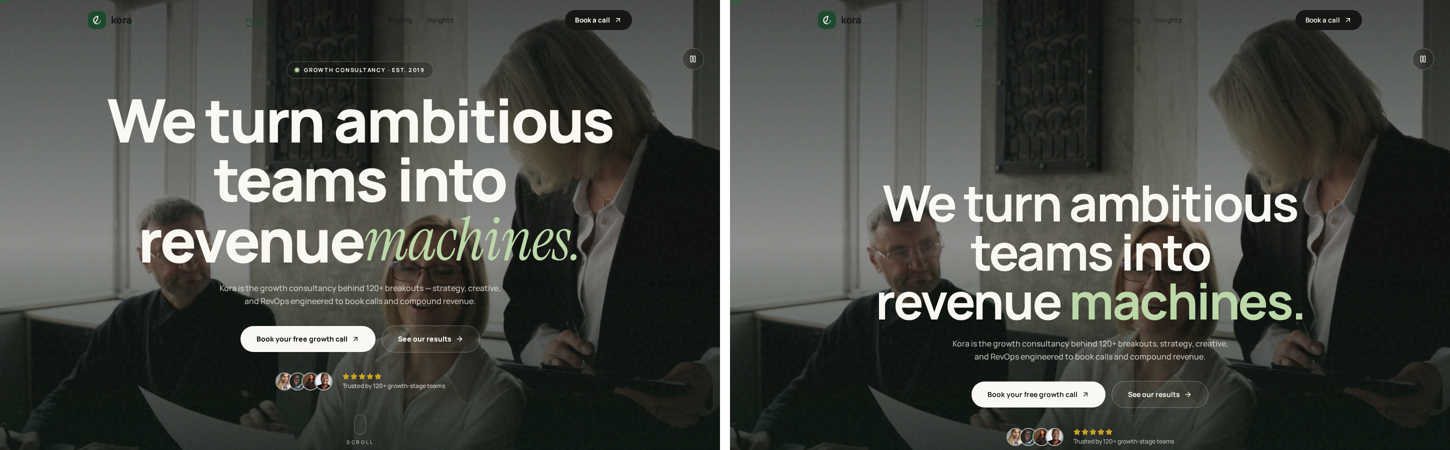 kora
Pricing
Insights
Book a call
GROWTH CONSULTANCY · EST. 2019
We turn ambitious
teams into
revenue machines.
Kora is the growth consultancy behind 120+ breakouts — strategy, creative,
and RevOps engineered to book calls and compound revenue.
Book your free growth call
See our results
Trusted by 120+ growth-stage teams
SCROLL
kora
Pricing
Insights
Book a call
We turn ambitious
teams into
revenue machines.
Kora is the growth consultancy behind 120+ breakouts, strategy, creative,
and RevOps engineered to book calls and compound revenue.
Book your free growth call
See our results
Trusted by 120+ growth-stage teams